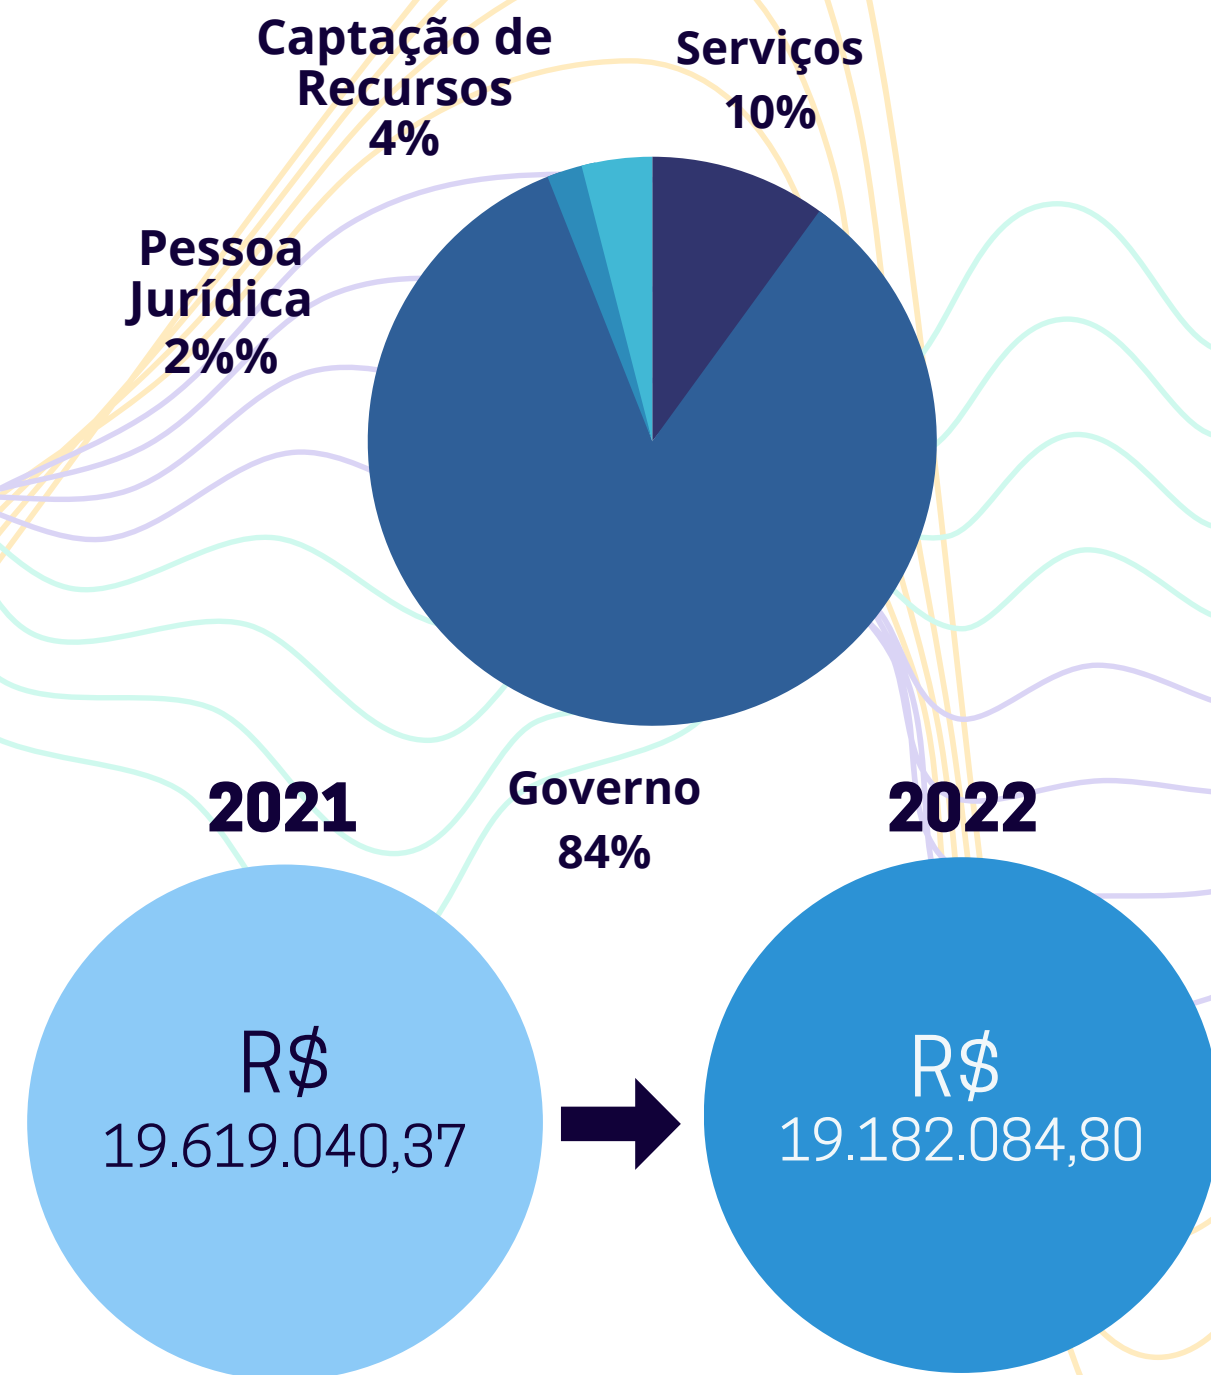 Captação de
Recursos
4%
Serviços
10%
Pessoa
Jurídica
2%%
Governo
84%
2021
R$
19.619.040,37
2022
R$
19.182.084,80